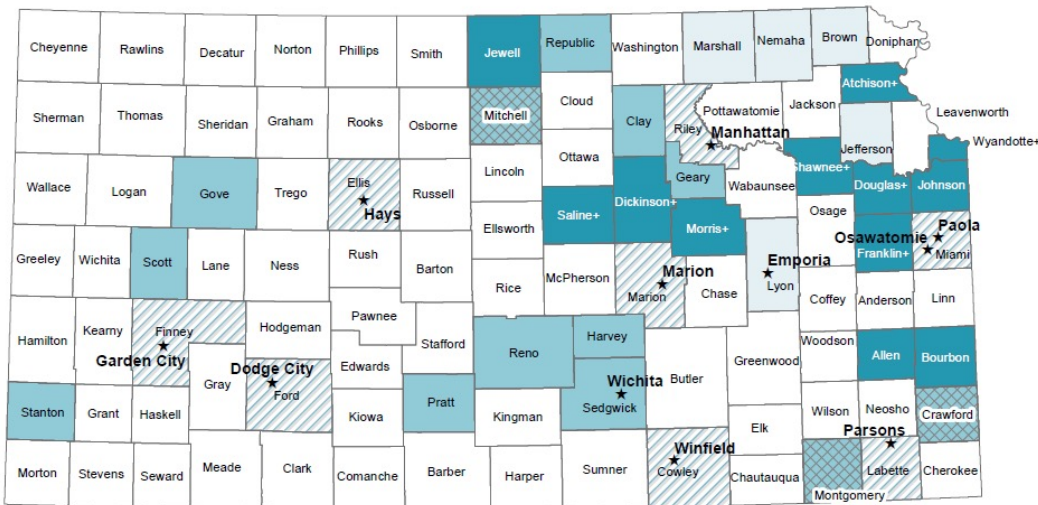 Cheyenne
Rawlins
Decatur
Norton
Phillips
Smith
Jewell
Republic
Washington
Marshall
Nemaha
Brown
Doniphan
Atchison+
Sherman
Thomas
Sheridan
Graham
Rooks
Osborne
Mitchell
Cloud
Clay
Riley
Pottawatomie
Manhattan
Jackson
Jefferson
Leavenworth
Wyandotte+
Wallace
Logan
Gove
Trego
Ellis
Hays
Russell
Lincoln
Ottawa
Saline+
Dickinson+
Geary
Morris+
Wabaunsee
Shawnee+
Douglas+
Johnson
Greeley
Wichita
Scott
Lane
Ness
Rush
Barton
Ellsworth
Rice
McPherson
Marion
Marion
Chase
Emporia
Lyon
Osage
Osawatomie
Franklin+
Paola
Miami
Hamilton
Kearny
Finney
Garden City
Hodgeman
Pawnee
Stafford
Reno
Harvey
Butler
Greenwood
Coffey
Anderson
Linn
Woodson
Allen
Bourbon
Stanton
Grant
Haskell
Gray
Dodge City
Ford
Edwards
Kiowa
Pratt
Kingman
Wichita
Sedgwick
Elk
Wilson
Neosho
Parsons
Crawford
Morton
Stevens
Seward
Meade
Clark
Comanche
Barber
Harper
Sumner
Winfield
Cowley
Chautauqua
Montgomery
Labette
Cherokee